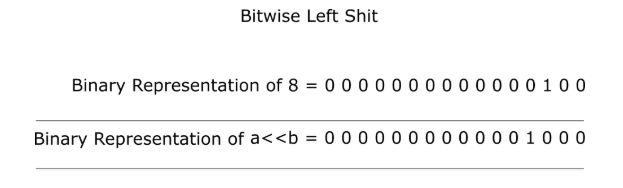 Bitwise Left Shit
Binary Representation of 8 = 0 0 0 0 0 0 0 0 0 0 0 0 0 1 0 0
Binary Representation of a<<b = 0 0 0 0 0 0 0 0 0 0 0 0 1 0 0 0